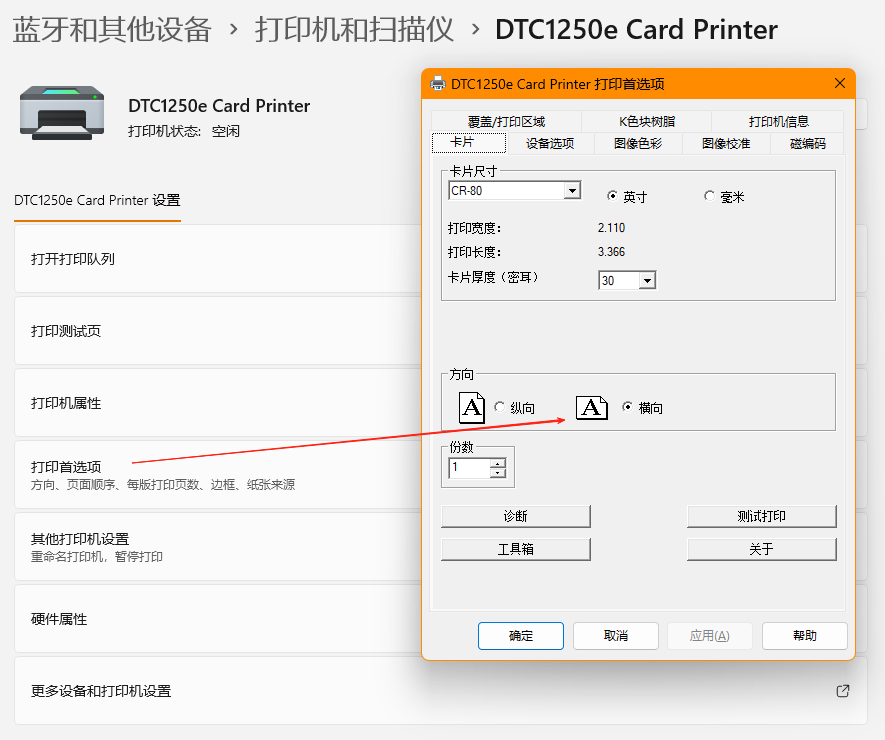 蓝牙和其他设备 › 打印机和扫描仪 › DTC1250e Card Printer
DTC1250e Card Printer
打印机状态: 空闲
DTC1250e Card Printer 设置
打开打印队列
打印测试页
打印机属性
打印首选项
方向、页面顺序、每版打印页数、边框、纸张来源
其他打印机设置
重命名打印机，暂停打印
硬件属性
更多设备和打印机设置
DTC1250e Card Printer 打印首选项
覆盖/打印区域 K色块树脂 打印机信息
卡片 设备选项 图像色彩 图像校准 磁编码
卡片尺寸
CR-80 英寸 毫米
打印宽度: 2.110
打印长度: 3.366
卡片厚度（密耳） 30
方向
A 纵向 A 横向
份数
1
诊断 测试打印
工具箱 关于
确定 取消 应用(A) 帮助